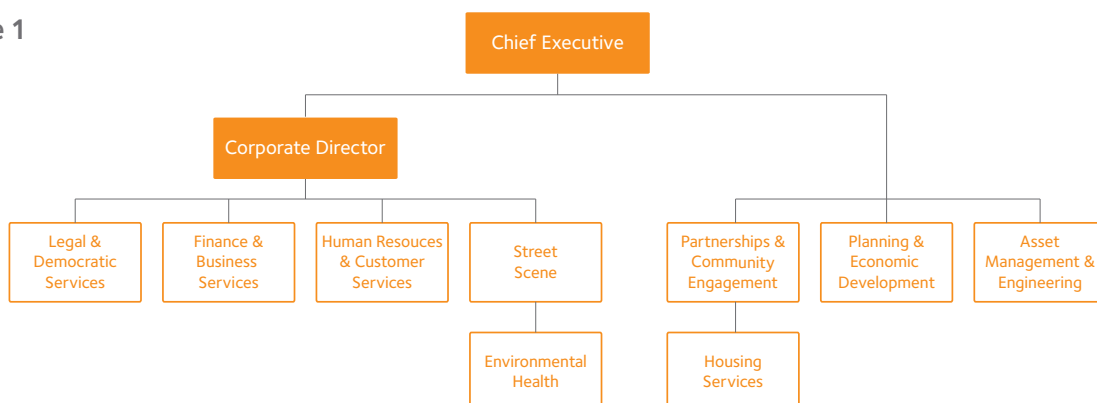 e 1
Chief Executive
Corporate Director
Legal &
Democratic
Services
Finance &
Business
Services
Human Resouces
& Customer
Services
Street
Scene
Partnerships &
Community
Engagement
Planning &
Economic
Development
Asset
Management &
Engineering
Environmental
Health
Housing
Services